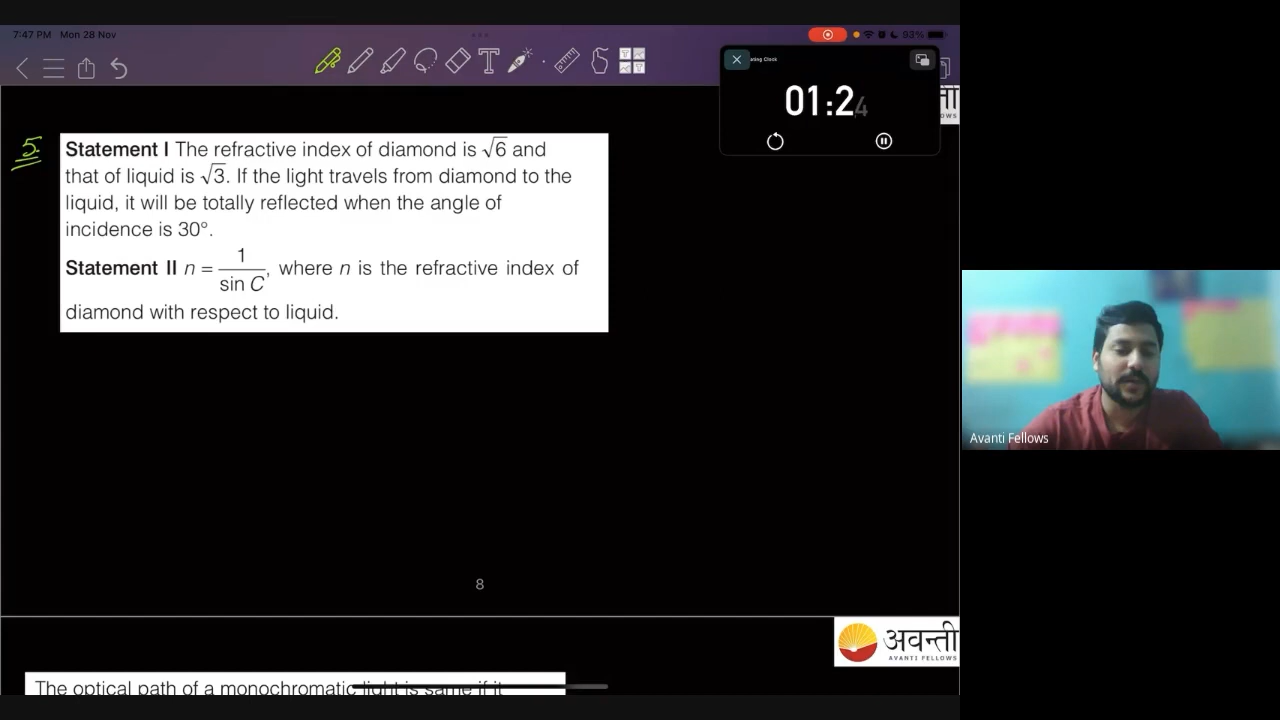 7:47 PM Mon 28 Nov
93%
ating Clock
01:24
5
Statement I The refractive index of diamond is √6 and
that of liquid is √3. If the light travels from diamond to the
liquid, it will be totally reflected when the angle of
incidence is 30°.
Statement II n = 1/sin C, where n is the refractive index of
diamond with respect to liquid.
8
अवन्ती
AVANTI FELLOWS
The optical path of a monochromatic light is same if it
Avanti Fellows